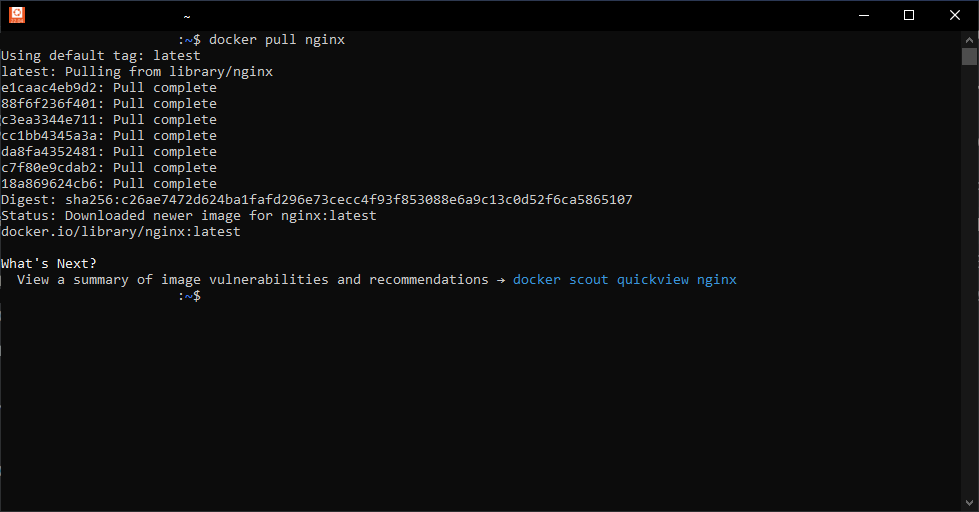 ~
:~$ docker pull nginx
Using default tag: latest
latest: Pulling from library/nginx
e1caac4eb9d2: Pull complete
88f6f236f401: Pull complete
c3ea3344e711: Pull complete
cc1bb4345a3a: Pull complete
da8fa4352481: Pull complete
c7f80e9cdab2: Pull complete
18a869624cb6: Pull complete
Digest: sha256:c26ae7472d624ba1fafd296e73cecc4f93f853088e6a9c13c0d52f6ca5865107
Status: Downloaded newer image for nginx:latest
docker.io/library/nginx:latest
What's Next?
View a summary of image vulnerabilities and recommendations → docker scout quickview nginx
:~$